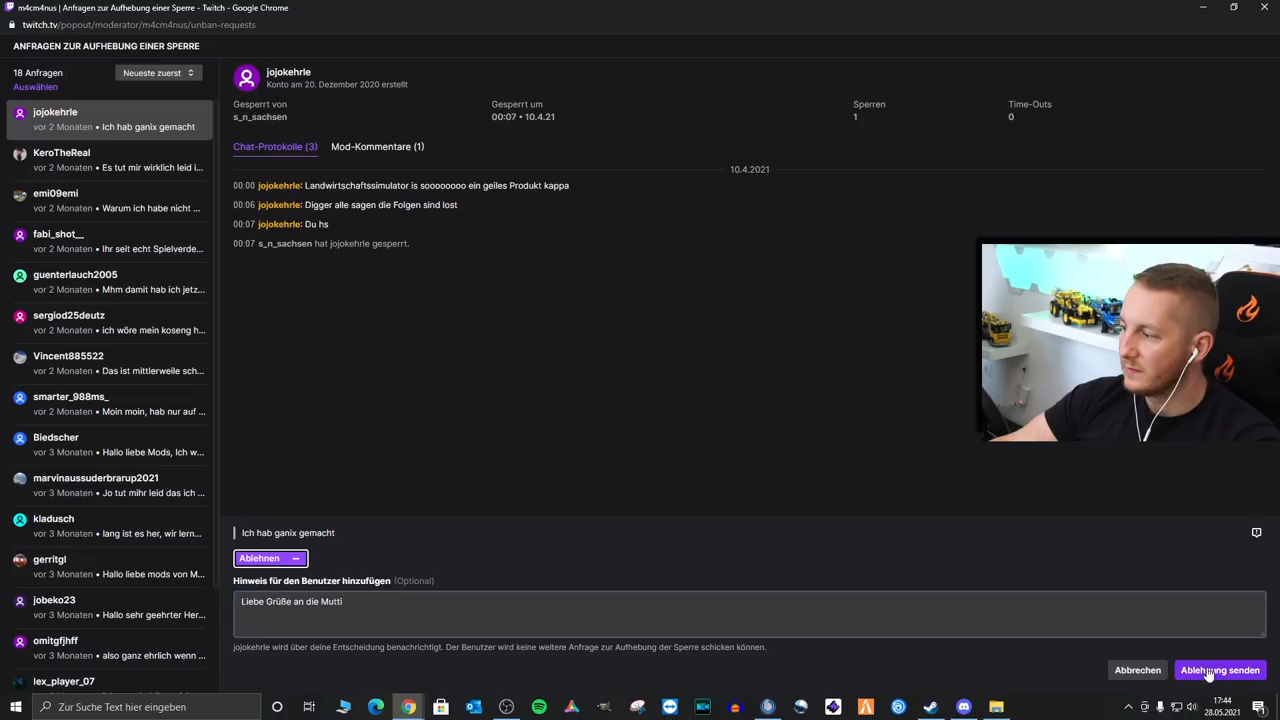 m4cm4nus | Anfragen zur Aufhebung einer Sperre - Twitch - Google Chrome
twitch.tv/popout/moderator/m4cm4nus/unban-requests
ANFRAGEN ZUR AUFHEBUNG EINER SPERRE
18 Anfragen
Neueste zuerst
Auswählen
jojokehrle
vor 2 Monaten • Ich hab ganix gemacht
KeroTheReal
vor 2 Monaten • Es tut mir wirklich leid i...
emi09emi
vor 2 Monaten • Warum ich habe nicht ...
fabi_shot__
vor 2 Monaten • Ihr seit echt Spielverde...
guenterlauch2005
vor 2 Monaten • Mhm damit hab ich jetz...
sergiod25deutz
vor 2 Monaten • ich wöre mein koseng h...
Vincent885522
vor 2 Monaten • Das ist mittlerweile sch...
smarter_988ms_
vor 2 Monaten • Moin moin, hab nur auf ...
Biedscher
vor 3 Monaten • Hallo liebe Mods, Ich w...
marvinaussuderbrarup2021
vor 3 Monaten • Jo tut mihr leid das ich ...
kladusch
vor 3 Monaten • lang ist es her, wir lern...
gerritgl
vor 3 Monaten • Hallo liebe mods von M...
jobeko23
vor 3 Monaten • Hallo sehr geehrter Her...
omitgfjhff
vor 3 Monaten • also ganz ehrlich wenn ...
lex_player_07
jojokehrle
Konto am 20. Dezember 2020 erstellt
Gesperrt von
s_n_sachsen
Gesperrt um
00:07 • 10.4.21
Sperren
1
Time-Outs
0
Chat-Protokolle (3) Mod-Kommentare (1)
10.4.2021
00:00 jojokehrle: Landwirtschaftssimulator is soooooooo ein geiles Produkt kappa
00:06 jojokehrle: Digger alle sagen die Folgen sind lost
00:07 jojokehrle: Du hs
00:07 s_n_sachsen hat jojokehrle gesperrt.
Ich hab ganix gemacht
Ablehnen
Hinweis für den Benutzer hinzufügen (Optional)
Liebe Grüße an die Mutti
jojokehrle wird über deine Entscheidung benachrichtigt. Der Benutzer wird keine weitere Anfrage zur Aufhebung der Sperre schicken können.
Abbrechen
Ablehnung senden
Zur Suche Text hier eingeben
17:44
28.05.2021